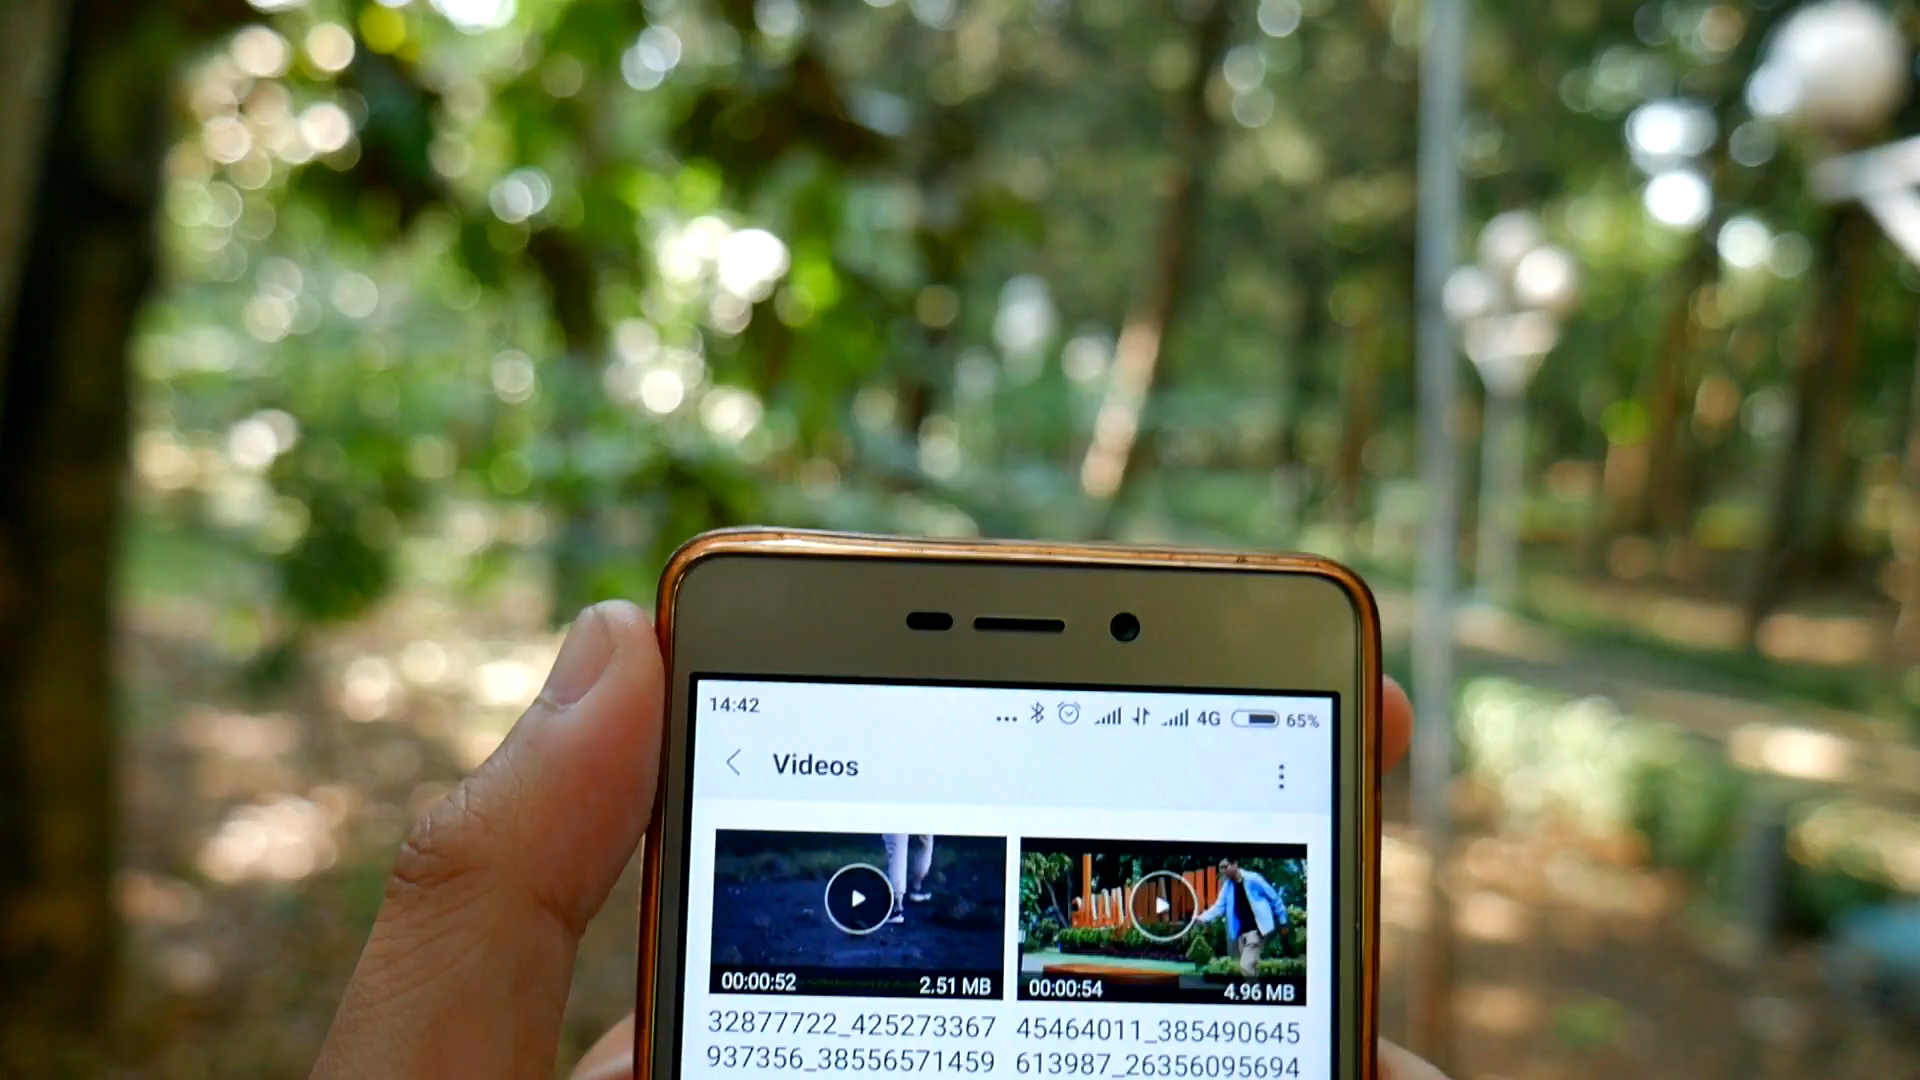 14:42
... 4G 65%
Videos
00:00:52 2.51 MB
00:00:54 4.96 MB
32877722_425273367
937356_38556571459
45464011_385490645
613987_26356095694